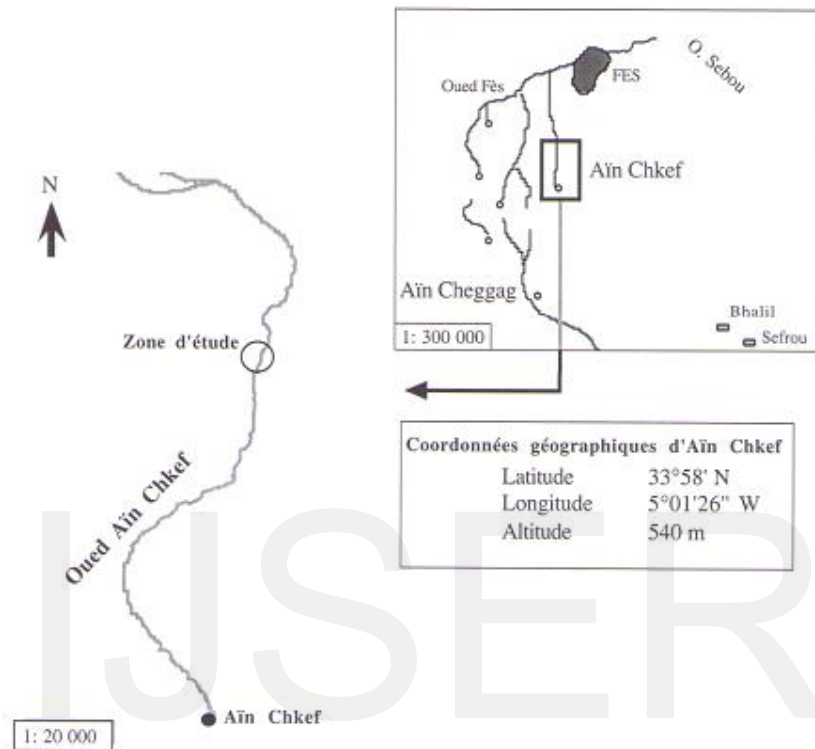 O. Sebou
FES
Oued Fès
Aïn Chkef
Aïn Cheggag
Bhalil
Sefrou
1: 300 000
N
Zone d'étude
Oued Aïn Chkef
Aïn Chkef
1: 20 000
Coordonnées géographiques d'Aïn Chkef
Latitude 33°58' N
Longitude 5°01'26" W
Altitude 540 m
IJSER